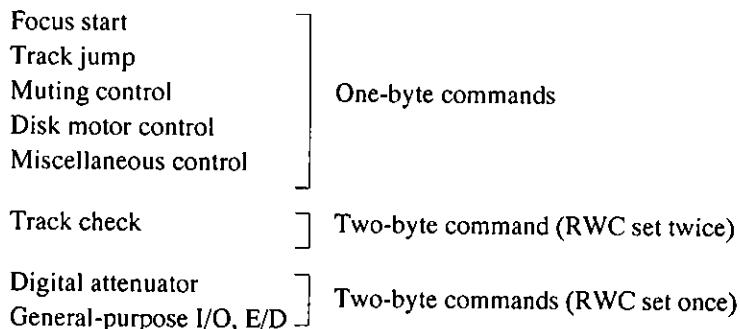 Focus start
Track jump
Muting control
One-byte commands
Disk motor control
Miscellaneous control
Track check
Two-byte command (RWC set twice)
Digital attenuator
Two-byte commands (RWC set once)
General-purpose I/O, E/D